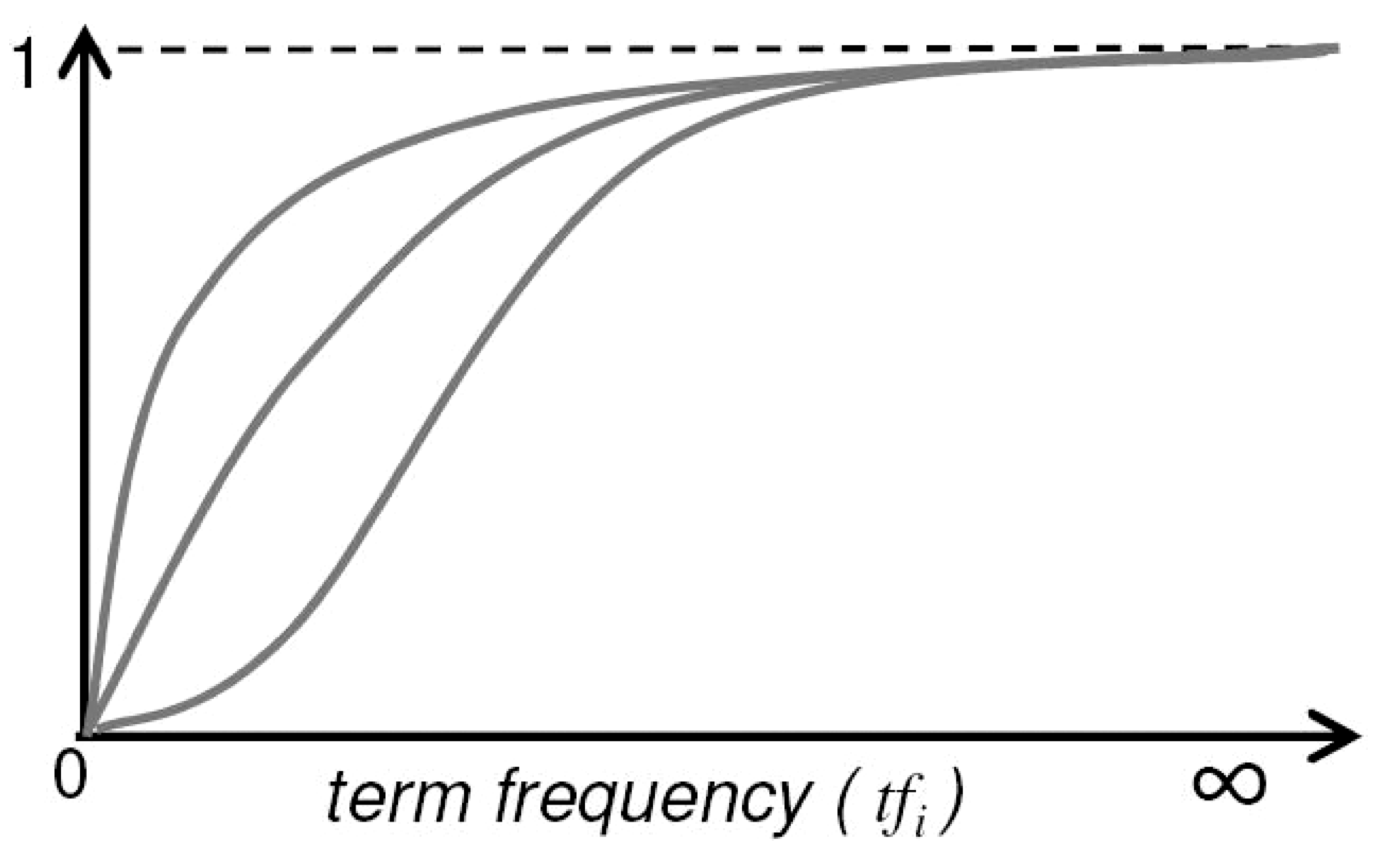 1
0
∞
term frequency ( tfᵢ )